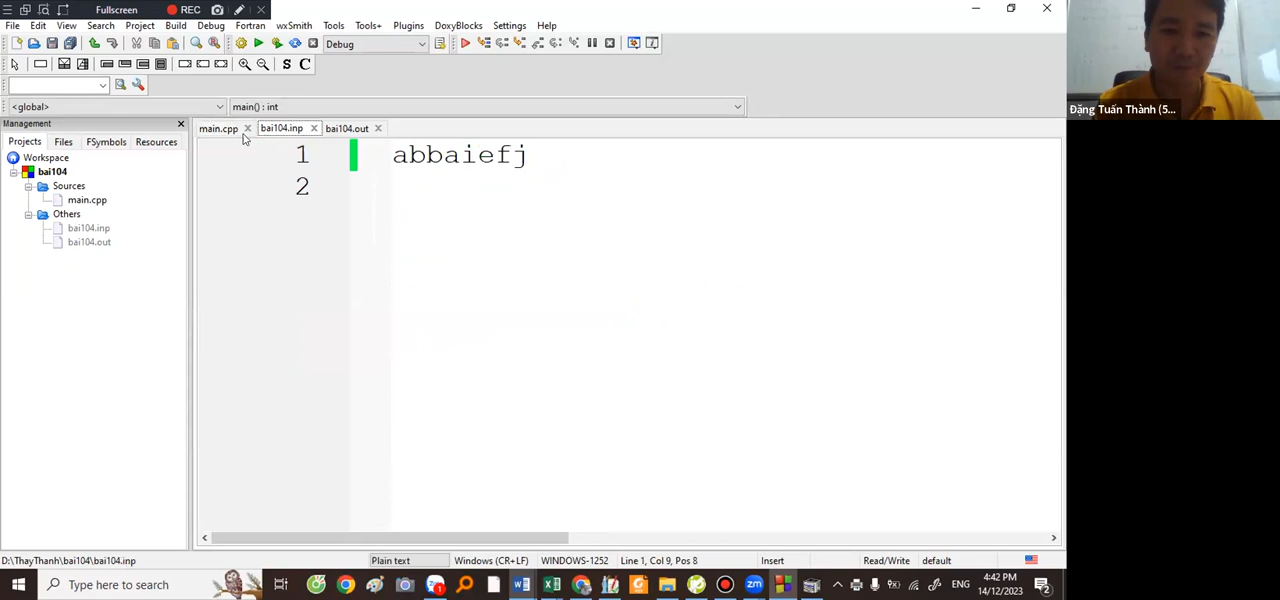 Fullscreen REC
File Edit View Search Project Build Debug Fortran wxSmith Tools Tools+ Plugins DoxyBlocks Settings Help
Debug
S C
<global> main() : int
Management
Projects Files FSymbols Resources
Workspace
bai104
Sources
main.cpp
Others
bai104.inp
bai104.out
main.cpp bai104.inp bai104.out
1 abbaiefj
2
Đặng Tuấn Thành (5...
D:\ThayThanh\bai104\bai104.inp Plain text Windows (CR+LF) WINDOWS-1252 Line 1, Col 9, Pos 8 Insert Read/Write default
Type here to search
ENG
4:42 PM
14/12/2023